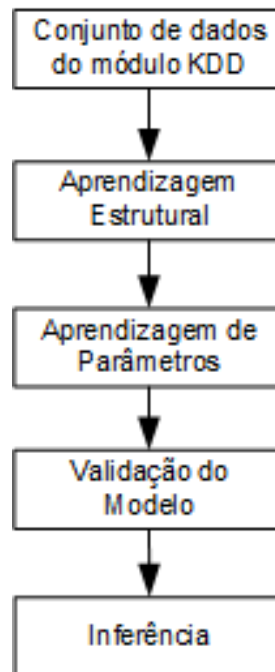 Conjunto de dados
do módulo KDD
Aprendizagem
Estrutural
Aprendizagem de
Parâmetros
Validação do
Modelo
Inferência